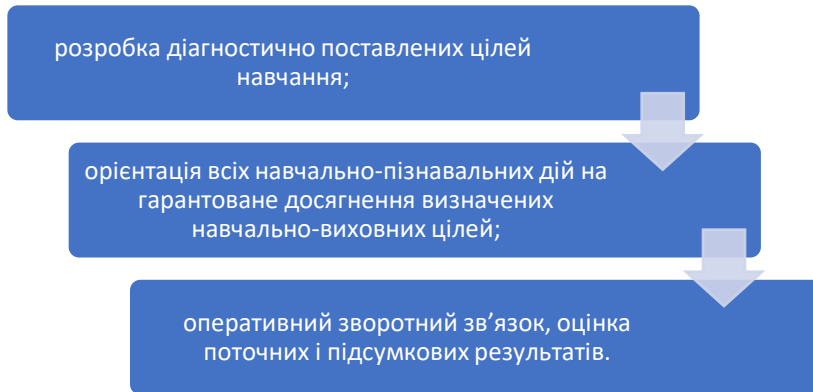 розробка діагностично поставлених цілей
навчання;
орієнтація всіх навчально-пізнавальних дій на
гарантоване досягнення визначених
навчально-виховних цілей;
оперативний зворотний зв’язок, оцінка
поточних і підсумкових результатів.